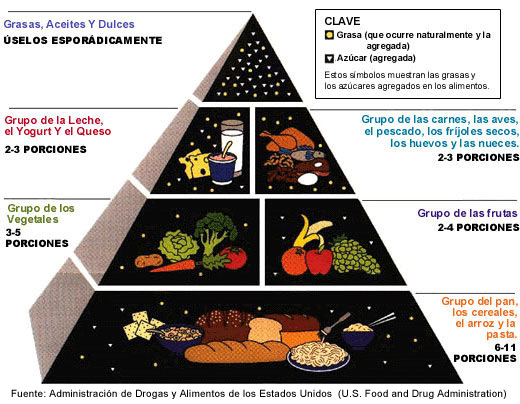 Grasas, Aceites Y Dulces
ÚSELOS ESPORÁDICAMENTE
CLAVE
Grasa (que ocurre naturalmente y la
agregada)
Azúcar (agregada)
Estos símbolos muestran las grasas y
los azúcares agregados en los alimentos.
Grupo de la Leche,
el Yogurt Y el Queso
2-3 PORCIONES
Grupo de las carnes, las aves,
el pescado, los fríjoles secos,
los huevos y las nueces.
2-3 PORCIONES
Grupo de los
Vegetales
3-5
PORCIONES
Grupo de las frutas
2-4 PORCIONES
Grupo del pan,
los cereales,
el arroz y la
pasta.
6-11
PORCIONES
Fuente: Administración de Drogas y Alimentos de los Estados Unidos (U.S. Food and Drug Administration)